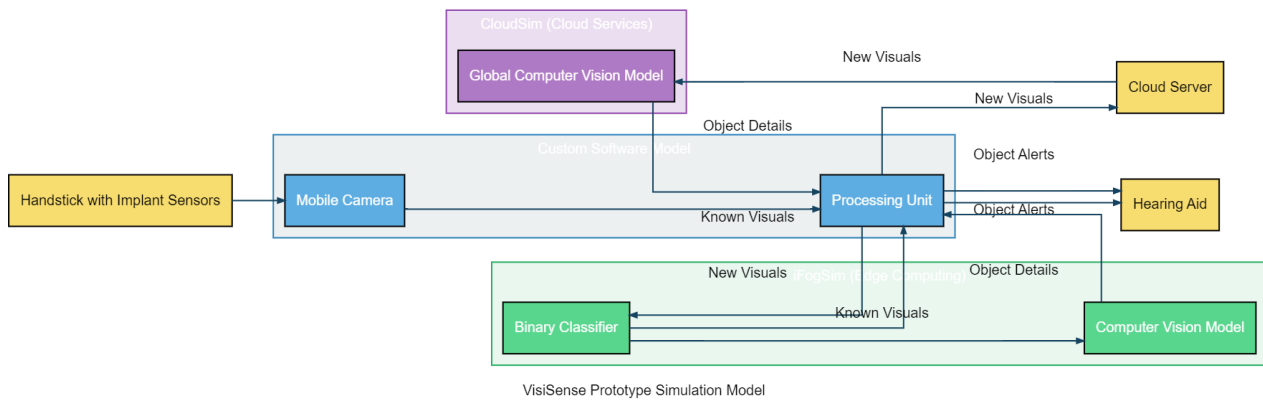 CloudSim (Cloud Services)
Global Computer Vision Model
New Visuals
Cloud Server
New Visuals
Object Details
Custom Software Model
Object Alerts
Handstick with Implant Sensors
Mobile Camera
Known Visuals
Processing Unit
Object Alerts
Hearing Aid
New Visuals
iFogSim (Edge Computing)
Object Details
Binary Classifier
Known Visuals
Computer Vision Model
VisiSense Prototype Simulation Model